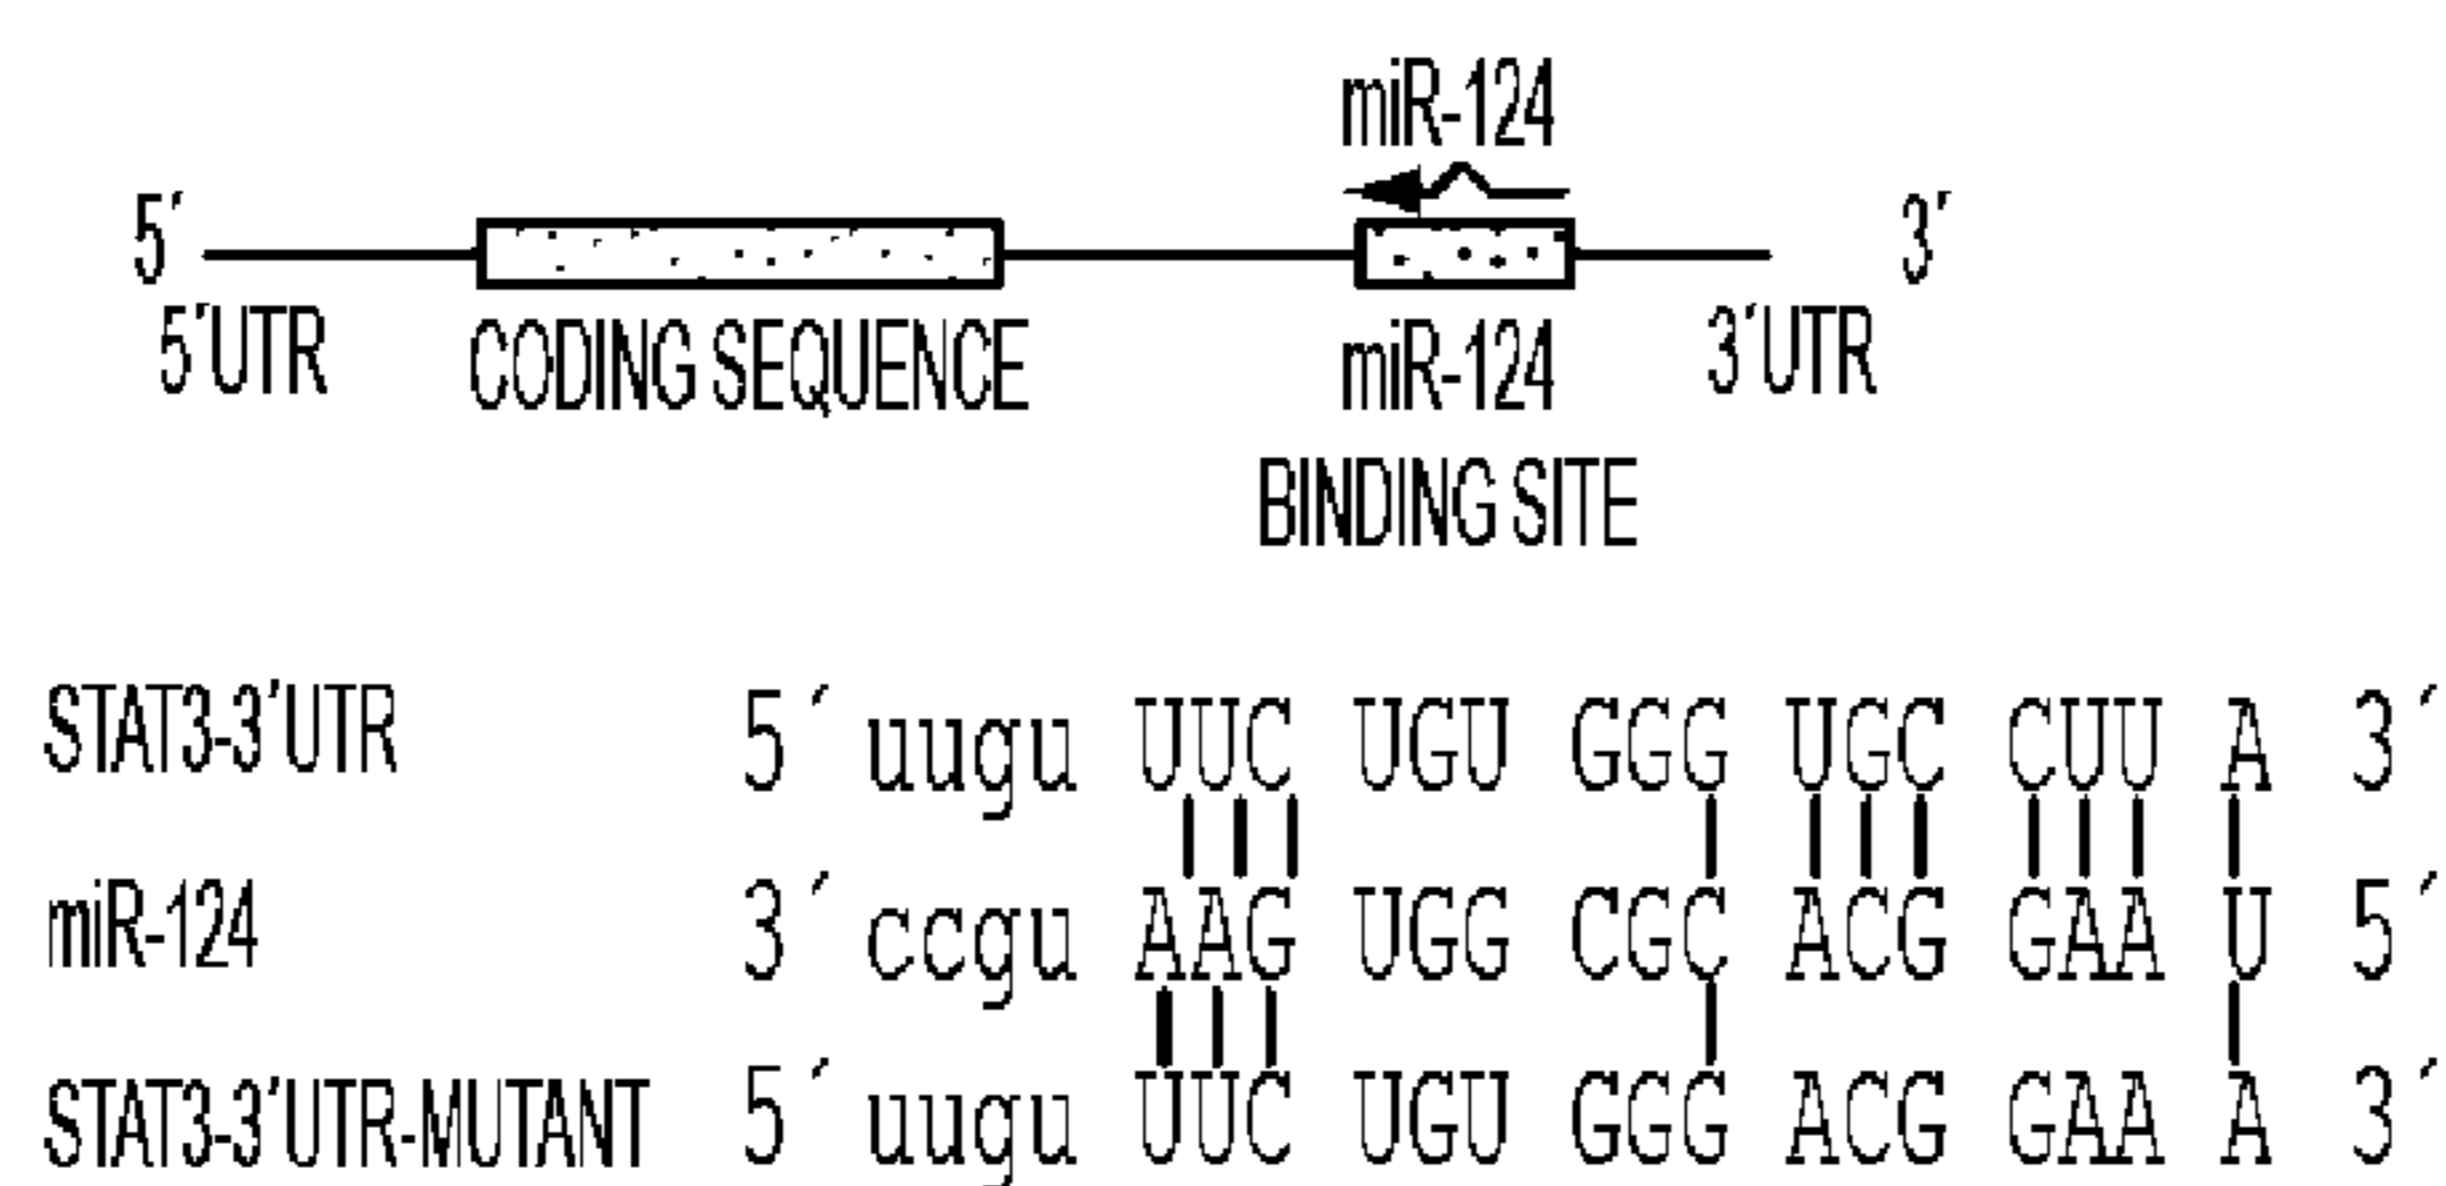 miR-124
5´ 3´
5´UTR CODING SEQUENCE miR-124 3´UTR
BINDING SITE
STAT3-3´UTR 5´uugu UUC UGU GGG UGC CUU A 3´
miR-124 3´ccgu AAG UGG CGC ACG GAA U 5´
STAT3-3´UTR-MUTANT 5´uugu UUC UGU GGG ACG GAA A 3´